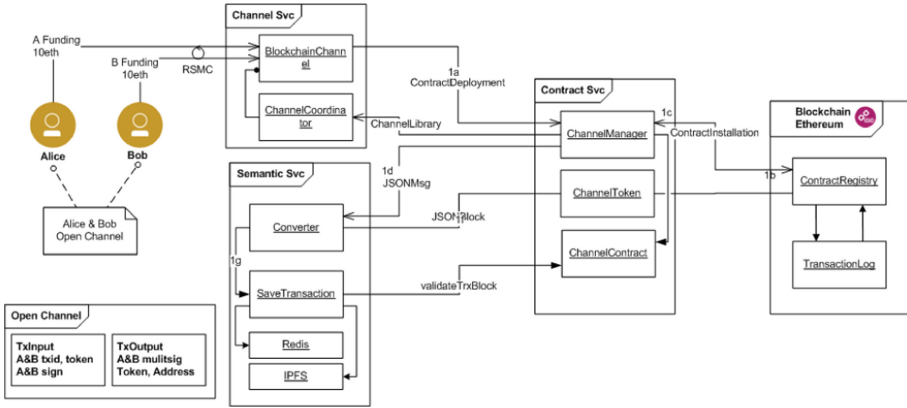 Channel Svc
A Funding
10eth
B Funding
10eth
RSMC
BlockchainChann
el
ChannelCoordina
tor
Alice
Bob
Alice & Bob
Open Channel
1a
ContractDeployment
ChannelLibrary
Contract Svc
ChannelManager
1c
ContractInstallation
Blockchain
Ethereum
1b
ContractRegistry
TransactionLog
ChannelToken
ChannelContract
Semantic Svc
1d
JSONMsg
Converter
1g
SaveTransaction
validateTrxBlock
Redis
IPFS
Open Channel
TxInput
A&B txid, token
A&B sign
TxOutput
A&B mulitsig
Token, Address